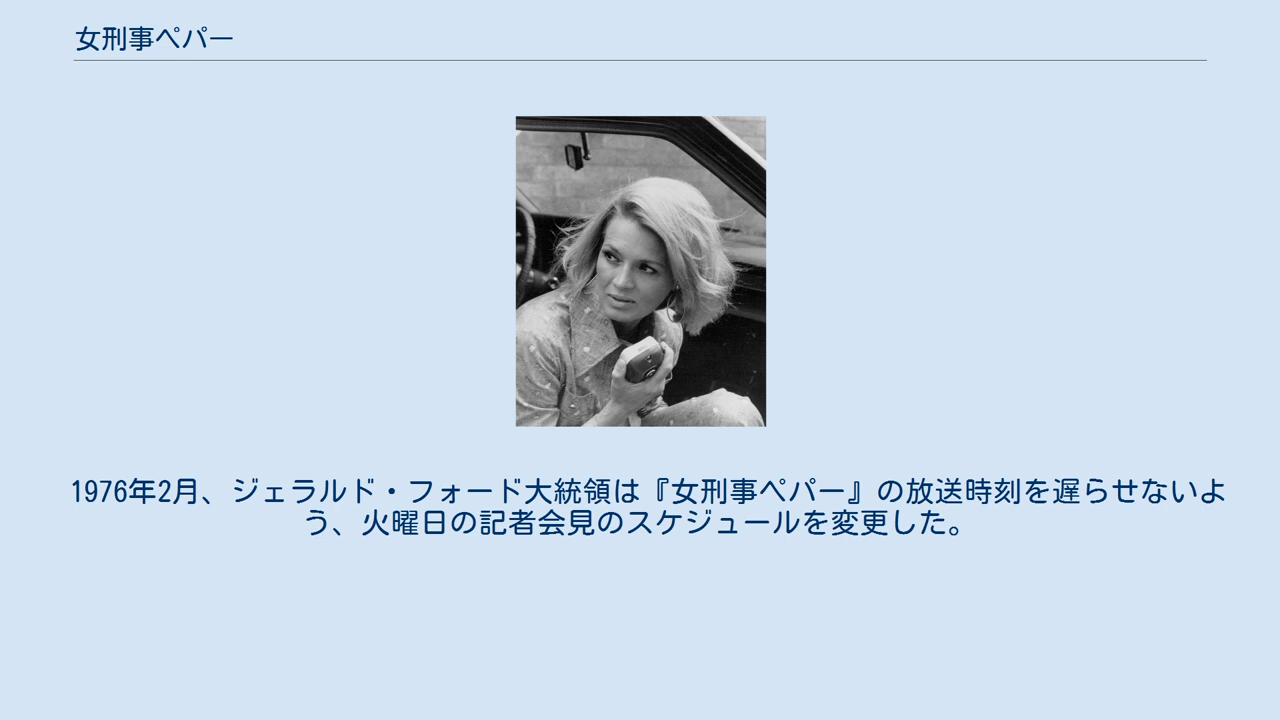 女刑事ペパー
1976年2月、ジェラルド・フォード大統領は『女刑事ペパー』の放送時刻を遅らせないよ
う、火曜日の記者会見のスケジュールを変更した。